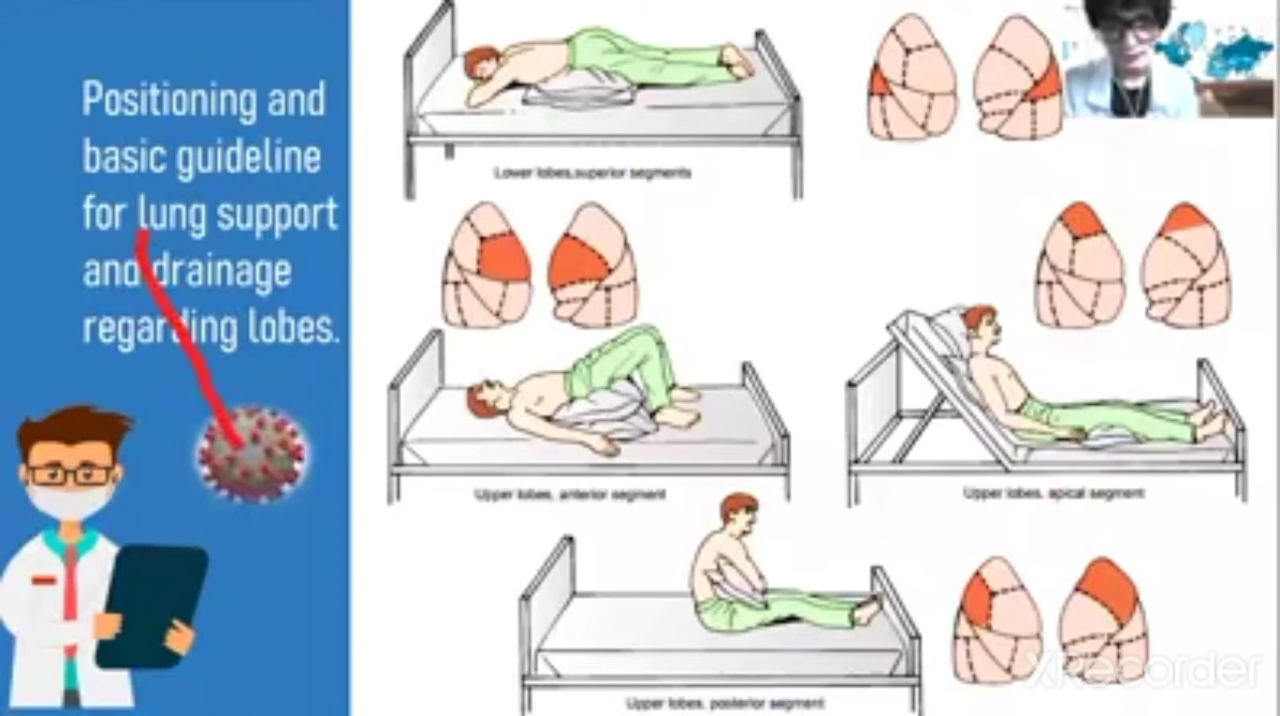 Positioning and
basic guideline
for lung support
and drainage
regarding lobes.
Lower lobes,superior segments
Upper lobes, anterior segment
Upper lobes, apical segment
Upper lobes, posterior segment
XRecorder